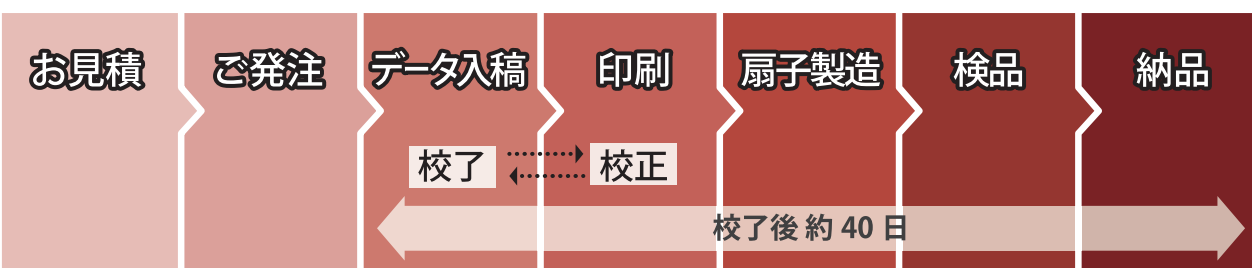 お見積
ご発注
データ入稿
印刷
扇子製造
検品
納品
校了
校正
校了後 約 40 日